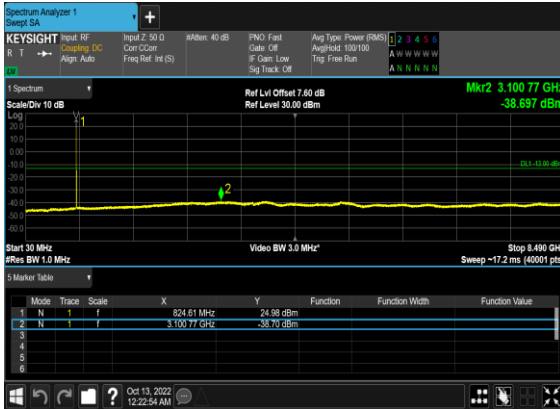 Spectrum Analyzer 1
Swept SA
KEYSIGHT Input: RF Input Z: 50 Ω #Atten: 40 dB PNO: Fast Avg Type: Power (RMS) 1 2 3 4 5 6
R T Coupling: DC Corr CCorr Gate: Off Avg|Hold: 100/100 A W W W W W
Align: Auto Freq Ref: Int (S) IF Gain: Low Trig: Free Run
Sig Track: Off A N N N N N
1 Spectrum Ref Lvl Offset 7.60 dB Mkr2 3.100 77 GHz
Scale/Div 10 dB Ref Level 30.00 dBm -38.697 dBm
Log
20.0
10.0
0.00
-10.0
DL1 -13.00 dBm
-20.0
-30.0
-40.0
-50.0
-60.0
1
2
Start 30 MHz Video BW 3.0 MHz* Stop 8.490 GHz
#Res BW 1.0 MHz Sweep ~17.2 ms (40001 pts)
5 Marker Table
Mode Trace Scale X Y Function Function Width Function Value
1 N 1 f 824.61 MHz 24.98 dBm
2 N 1 f 3.100 77 GHz -38.70 dBm
3
4
5
6
Oct 13, 2022
12:22:54 AM